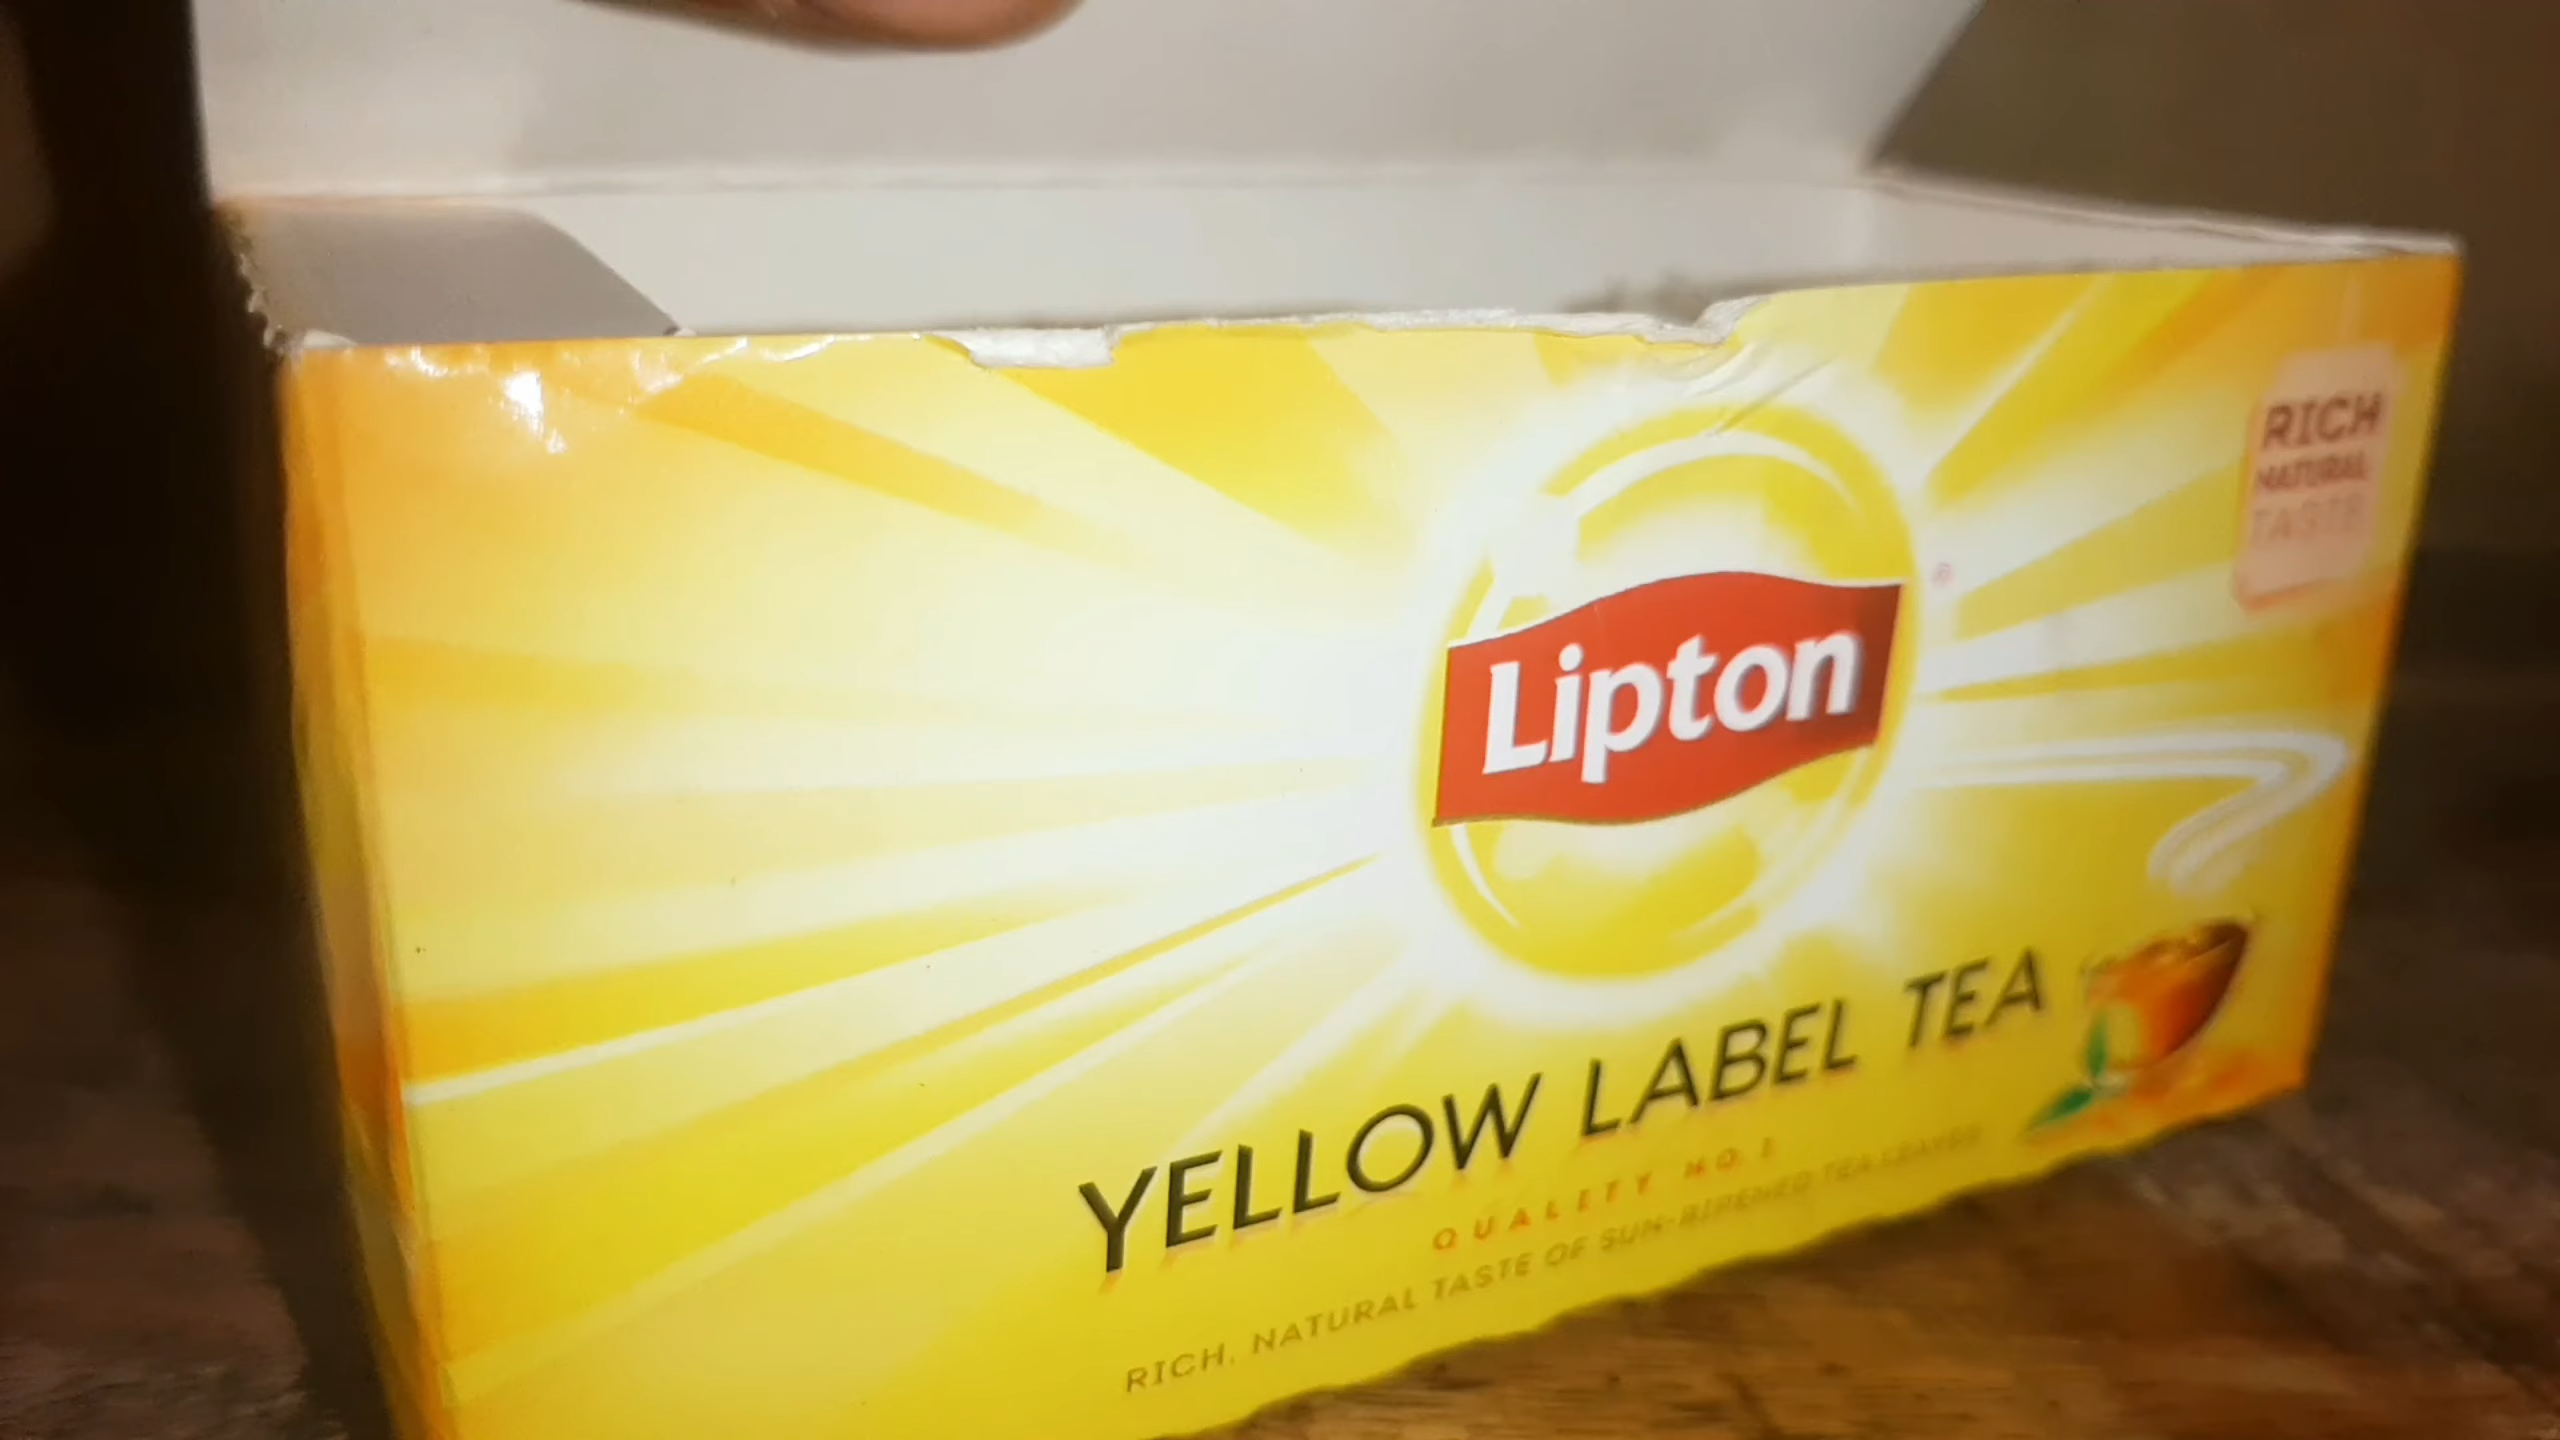 RICH
NATURAL
TASTE
Lipton
YELLOW LABEL TEA
QUALITY NO.1
RICH, NATURAL TASTE OF SUN-RIPENED TEA LEAVES